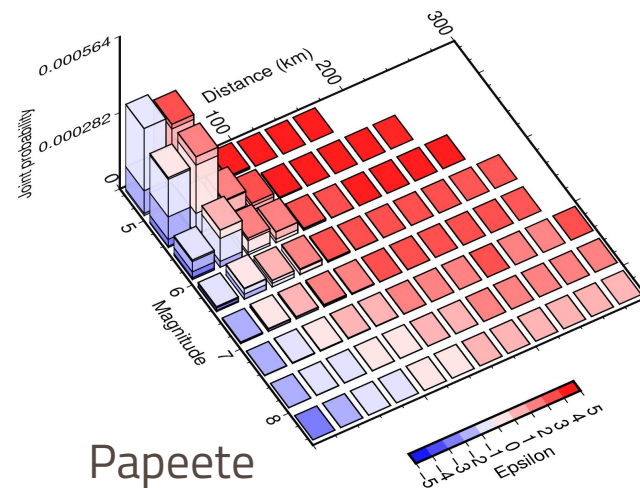 Joint probability
0.000564
0.000282
0
Distance (km)
100
200
300
Magnitude
5
6
7
8
Epsilon
-5 -4 -3 -2 -1 0 1 2 3 4 5
Papeete